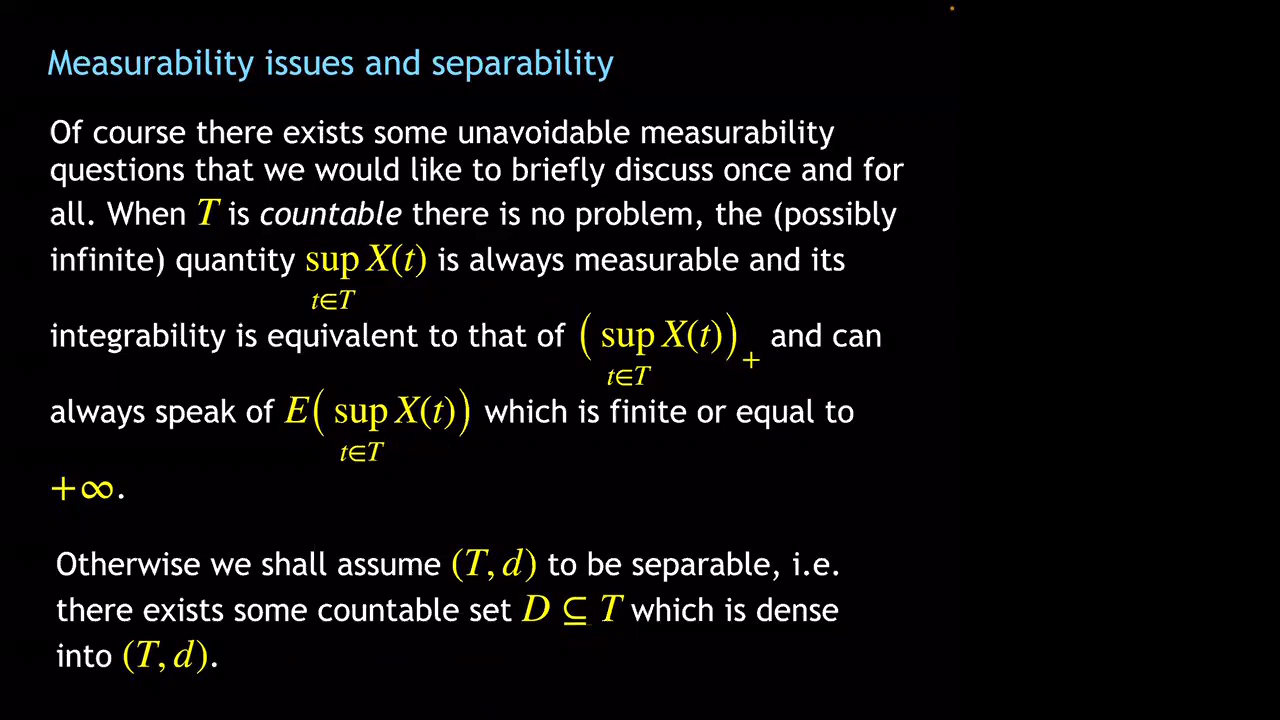 Measurability issues and separability
Of course there exists some unavoidable measurability
questions that we would like to briefly discuss once and for
all. When T is countable there is no problem, the (possibly
infinite) quantity sup X(t) is always measurable and its
t∈T
integrability is equivalent to that of (sup X(t))+ and can
t∈T
always speak of E(sup X(t)) which is finite or equal to
t∈T
+∞.
Otherwise we shall assume (T, d) to be separable, i.e.
there exists some countable set D ⊆ T which is dense
into (T, d).